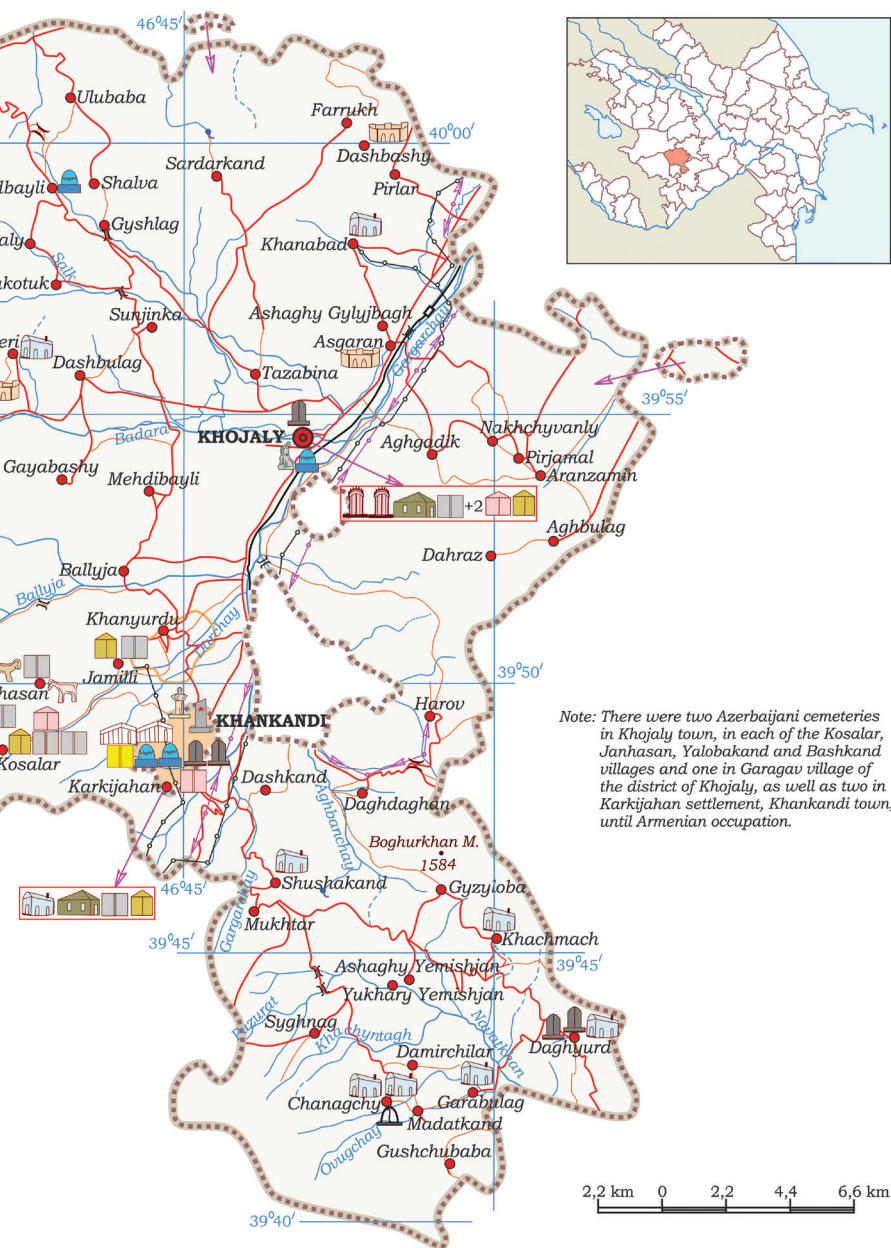 46°45′
Ulubaba
Farrukh
40°00′
Dashbashy
Sardarkand
Pirlar
lbayli
Shalva
Gyshlag
Khanabad
aly
Salk
akotuk
Sunjinka
Ashaghy Gylyjbagh
Asgaran
Gargarchay
eri
Dashbulag
Tazabina
39°55′
Badara
KHOJALY
Aghgadik
Nakhchyvanly
Pirjamal
Aranzamin
Gayabashy
Mehdibayli
+2
Aghbulag
Dahraz
Ballyja
Ballyja
Khanyurdu
Darchay
Jamilli
39°50′
hasan
Harov
KHANKANDI
Note: There were two Azerbaijani cemeteries
in Khojaly town, in each of the Kosalar,
Janhasan, Yalobakand and Bashkand
villages and one in Garagav village of
the district of Khojaly, as well as two in
Karkijahan settlement, Khankandi town,
until Armenian occupation.
Kosalar
Karkijahan
Dashkand
Daghdaghan
Aghbanchay
Boghurkhan M.
1584
46°45′
Shushakand
Gyzyloba
Gargarchay
Mukhtar
Khachmach
39°45′
39°45′
Ashaghy Yemishjan
Yukhary Yemishjan
Puzurat
Syghnag
Khachyntagh
Navatkhan
Daghyurd
Damirchilar
Chanagchy
Garabulag
Madatkand
Ovugchay
Gushchubaba
2,2 km 0 2,2 4,4 6,6 km
39°40′